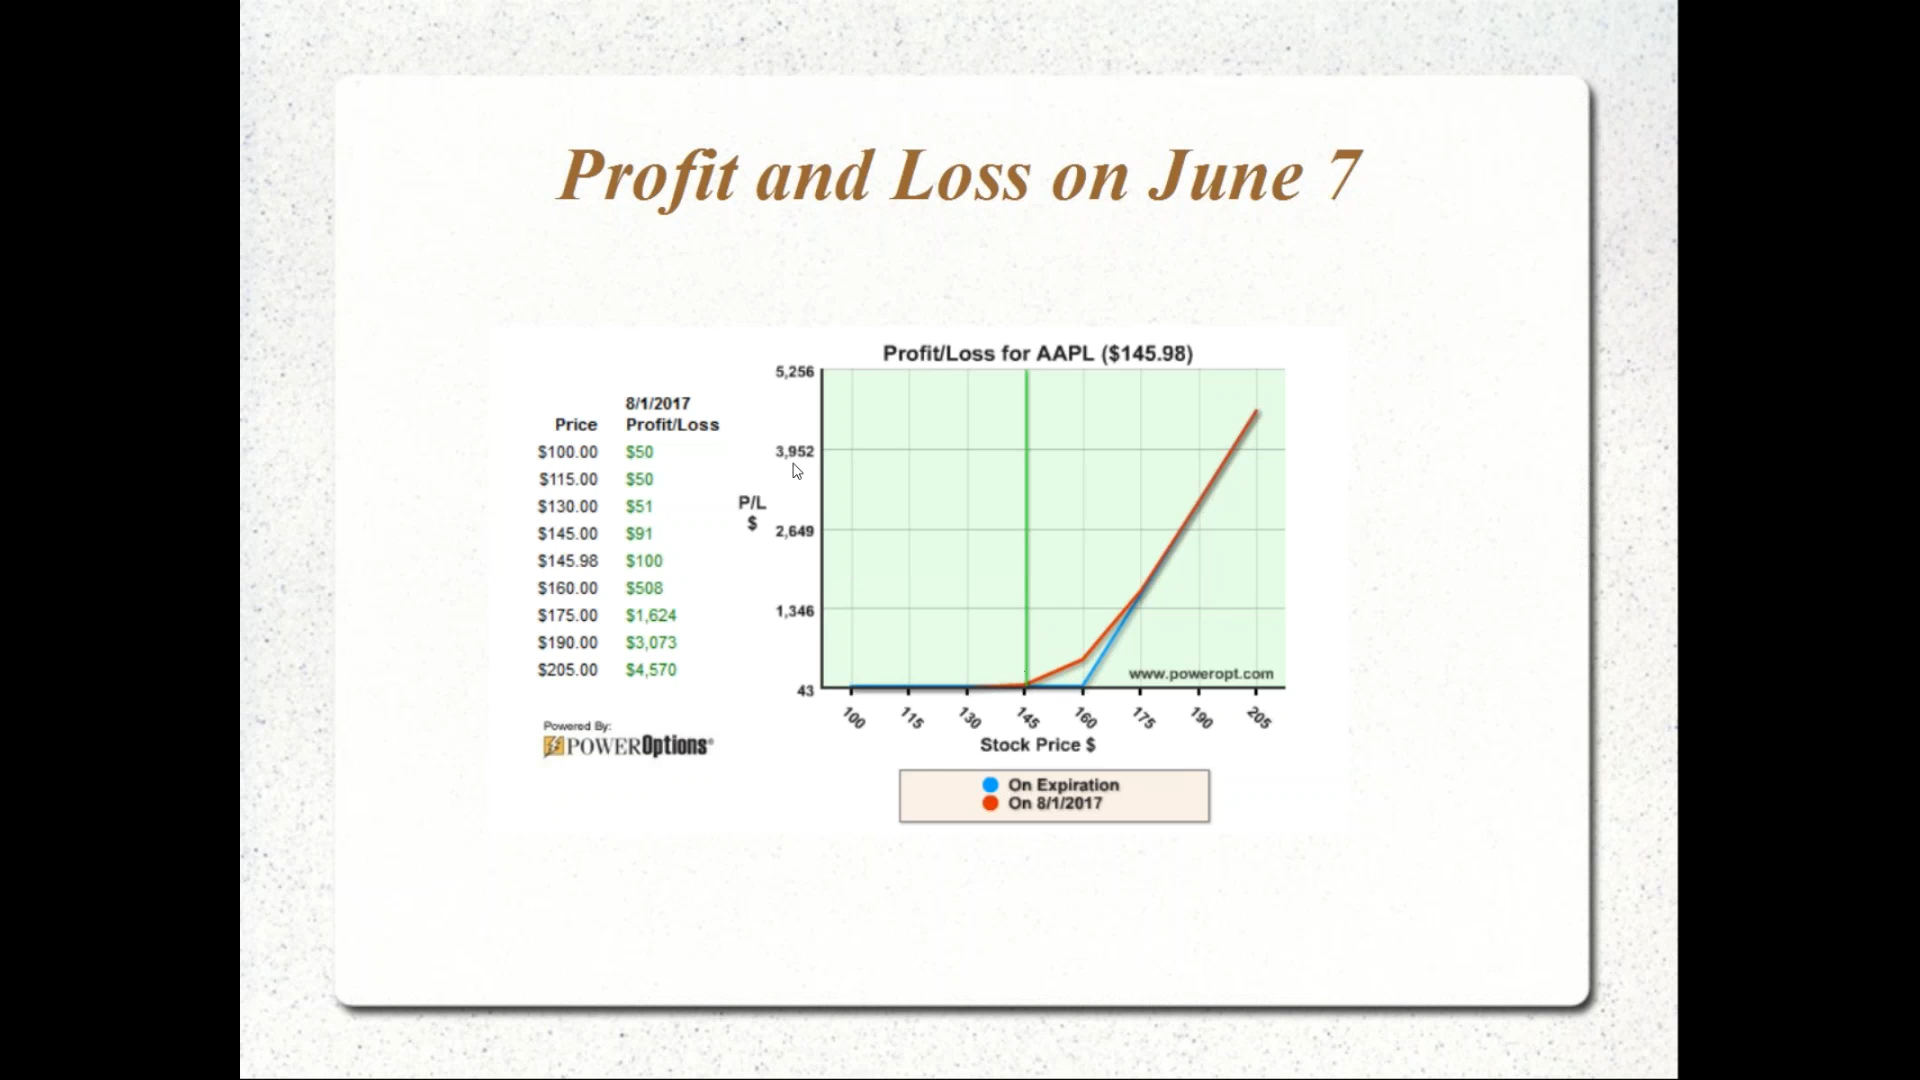 Profit and Loss on June 7
8/1/2017
Price Profit/Loss
$100.00 $50
$115.00 $50
$130.00 $51
$145.00 $91
$145.98 $100
$160.00 $508
$175.00 $1,624
$190.00 $3,073
$205.00 $4,570
Powered By:
POWEROptions®
Profit/Loss for AAPL ($145.98)
P/L
$
5,256
3,952
2,649
1,346
43
www.poweropt.com
100 115 130 145 160 175 190 205
Stock Price $
On Expiration
On 8/1/2017